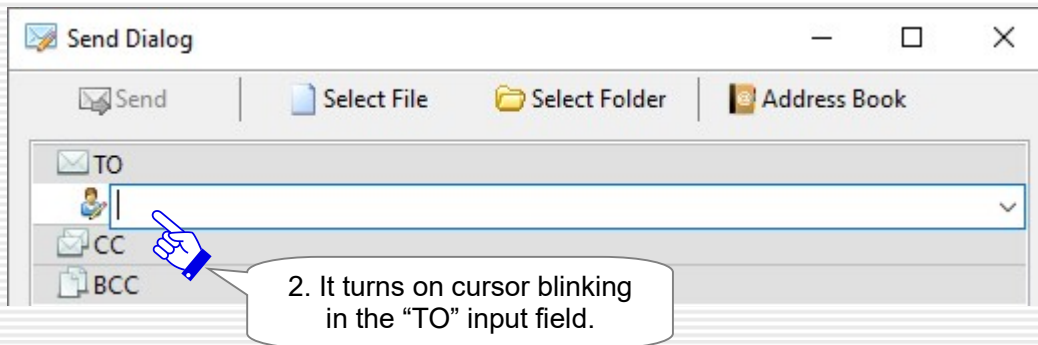 Send Dialog
Send Select File Select Folder Address Book
TO
CC
BCC
2. It turns on cursor blinking
in the “TO” input field.